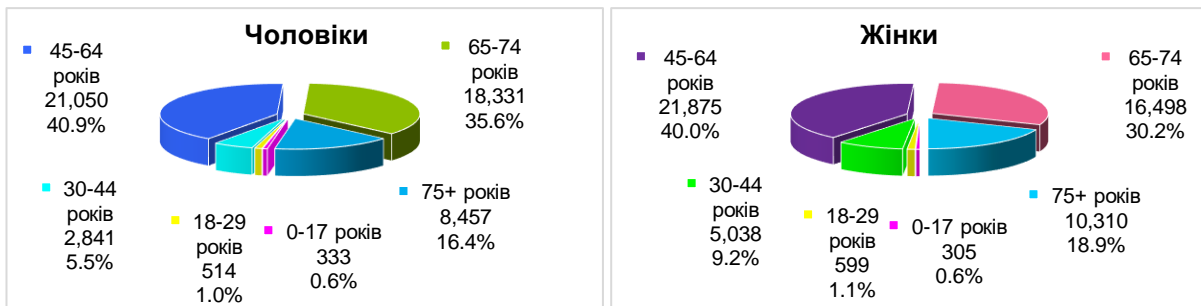 Чоловіки
45-64
років
21,050
40.9%
65-74
років
18,331
35.6%
30-44
років
2,841
5.5%
18-29
років
514
1.0%
0-17 років
333
0.6%
75+ років
8,457
16.4%
Жінки
45-64
років
21,875
40.0%
65-74
років
16,498
30.2%
30-44
років
5,038
9.2%
18-29
років
599
1.1%
0-17 років
305
0.6%
75+ років
10,310
18.9%